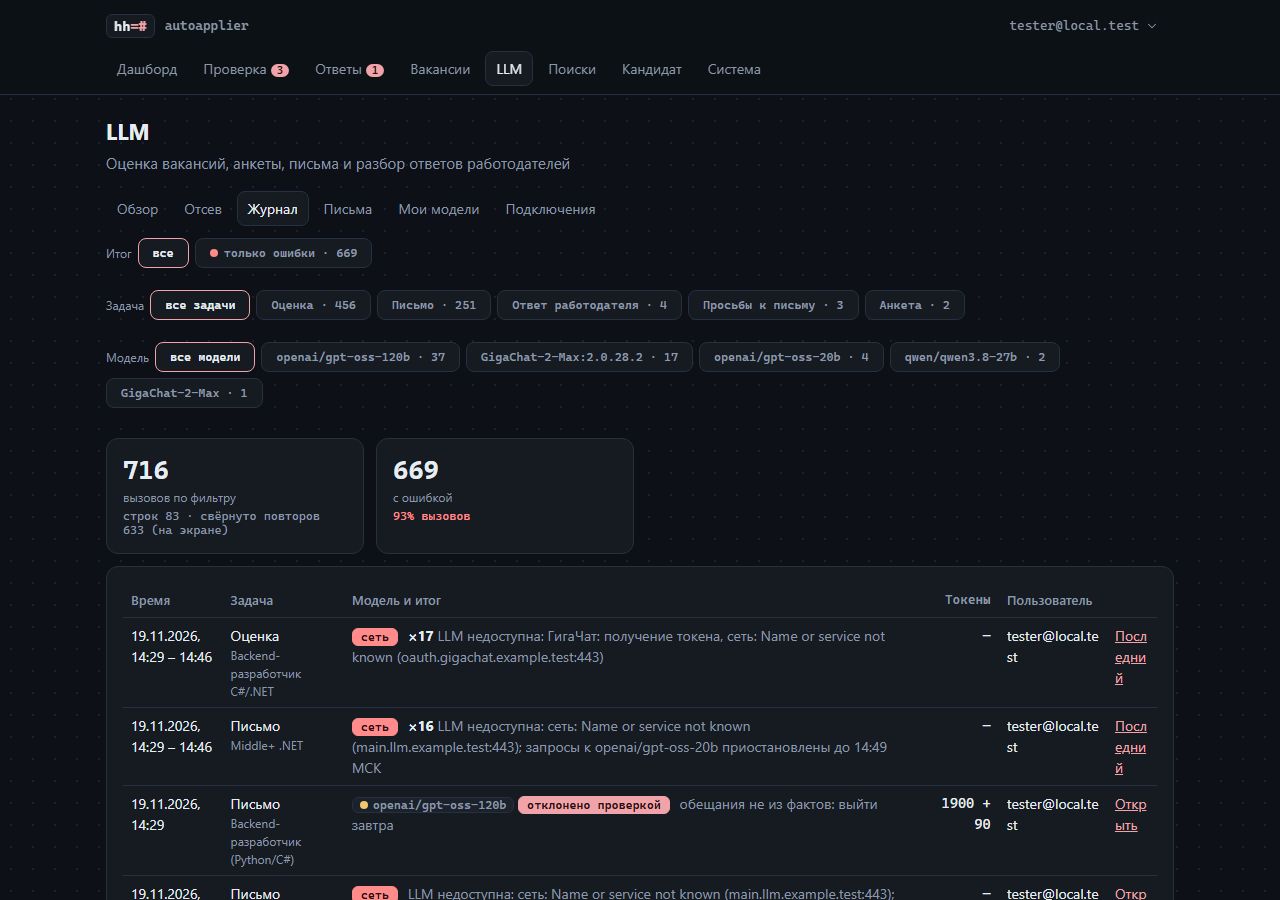 hh=# autoapplier tester@local.test
Дашборд Проверка 3 Ответы 1 Вакансии LLM Поиски Кандидат Система
LLM
Оценка вакансий, анкеты, письма и разбор ответов работодателей
Обзор Отсев Журнал Письма Мои модели Подключения
Итог все только ошибки · 669
Задача все задачи Оценка · 456 Письмо · 251 Ответ работодателя · 4 Просьбы к письму · 3 Анкета · 2
Модель все модели openai/gpt-oss-120b · 37 GigaChat-2-Max:2.0.28.2 · 17 openai/gpt-oss-20b · 4 qwen/qwen3.8-27b · 2
GigaChat-2-Max · 1
716 669
вызовов по фильтру с ошибкой
строк 83 · свёрнуто повторов 93% вызовов
633 (на экране)
Время Задача Модель и итог Токены Пользователь
19.11.2026, Оценка сеть ×17 LLM недоступна: ГигаЧат: получение токена, сеть: Name or service not — tester@local.te Посл
14:29 – 14:46 Backend- known (oauth.gigachat.example.test:443) st едни
разработчик й
C#/.NET
19.11.2026, Письмо сеть ×16 LLM недоступна: сеть: Name or service not known — tester@local.te Посл
14:29 – 14:46 Middle+ .NET (main.llm.example.test:443); запросы к openai/gpt-oss-20b приостановлены до 14:49 st едни
МСК й
19.11.2026, Письмо openai/gpt-oss-120b отклонено проверкой обещания не из фактов: выйти 1900 + tester@local.te Откр
14:29 Backend- завтра 90 st ыть
разработчик
(Python/C#)
19.11.2026, Письмо сеть LLM недоступна: сеть: Name or service not known (main.llm.example.test:443); — tester@local.te Откр